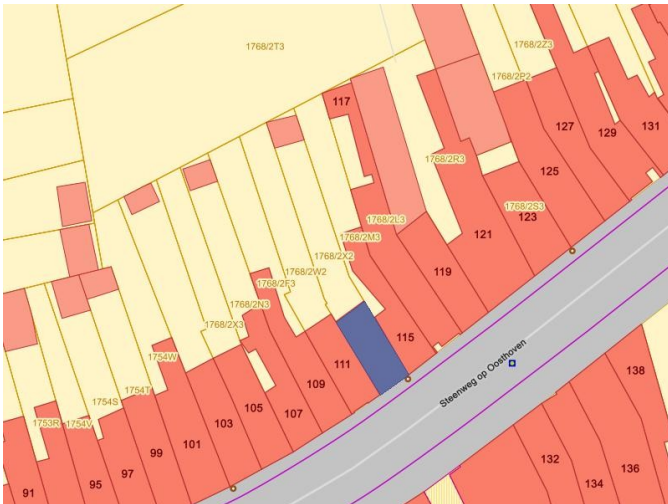 1768/2T3
1768/2Z3
1768/2P2
117
127
129
131
1768/2R3
125
1768/2S3
123
1768/2L3
121
1768/2M3
1768/2X2
119
1768/2W2
1768/2F3
1768/2N3
1768/2X3
115
111
109
1754W
105
107
103
1754T
101
1754S
99
1753R
1754V
97
95
91
Steenweg op Oosthoven
138
132
136
134